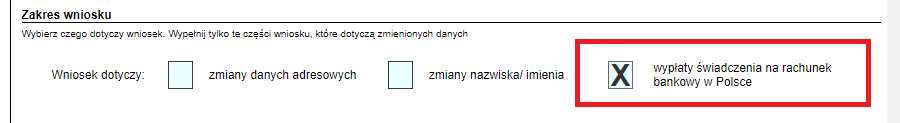 Zakres wniosku
Wybierz czego dotyczy wniosek. Wypełnij tylko te części wniosku, które dotyczą zmienionych danych
Wniosek dotyczy: zmiany danych adresowych zmiany nazwiska/ imienia X wypłaty świadczenia na rachunek
bankowy w Polsce